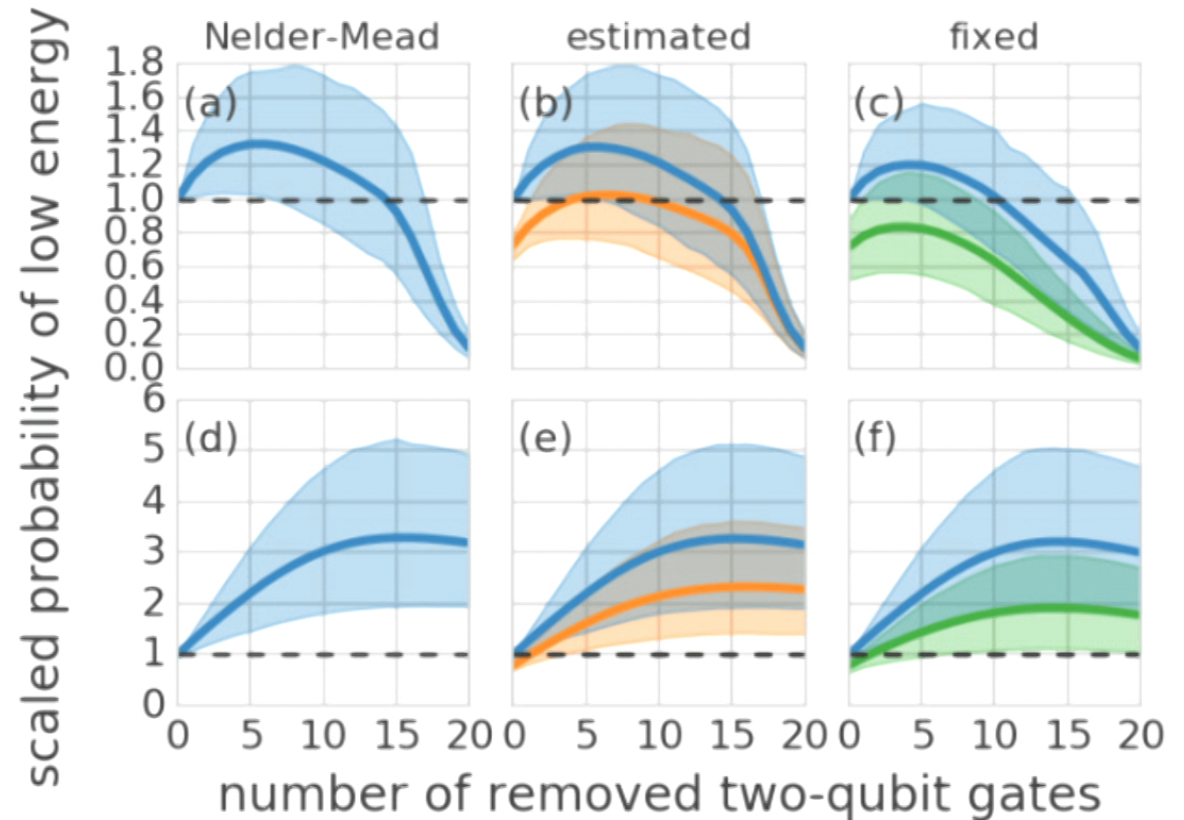 Nelder-Mead estimated fixed
scaled probability of low energy
1.8
1.6
1.4
1.2
1.0
0.8
0.6
0.4
0.2
0.0
(a) (b) (c)
6
5
4
3
2
1
0
(d) (e) (f)
0 5 10 15 20 0 5 10 15 20 0 5 10 15 20
number of removed two-qubit gates